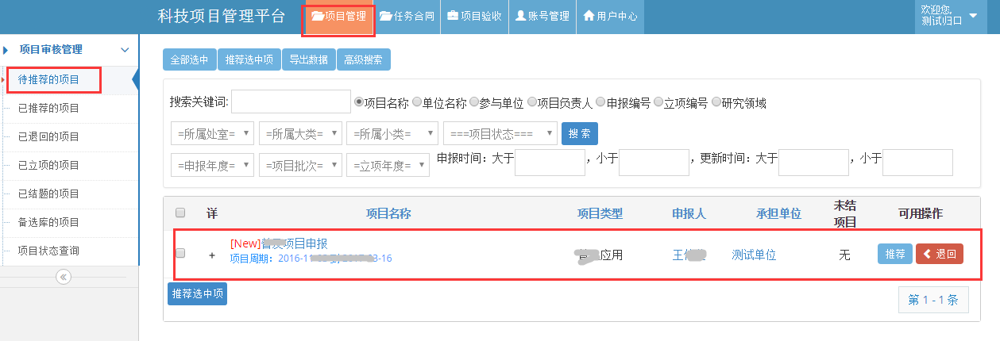 科技项目管理平台 项目管理 任务合同 项目验收 账号管理 用户中心
欢迎您,
测试归口
项目审核管理
待推荐的项目
已推荐的项目
已退回的项目
已立项的项目
已结题的项目
备选库的项目
项目状态查询
全部选中 推荐选中项 导出数据 高级搜索
搜索关键词: 项目名称 单位名称 参与单位 项目负责人 申报编号 立项编号 研究领域
=所属处室= =所属大类= =所属小类= ===项目状态=== 搜 索
=申报年度= =项目批次= =立项年度= 申报时间：大于 ，小于 ，更新时间：大于 ，小于
详 项目名称 项目类型 申报人 承担单位 未结项目 可用操作
+ [New] 项目申报 应用 王 测试单位 无 推荐 退回
项目周期：2016-1 3-16
推荐选中项
第 1 - 1 条